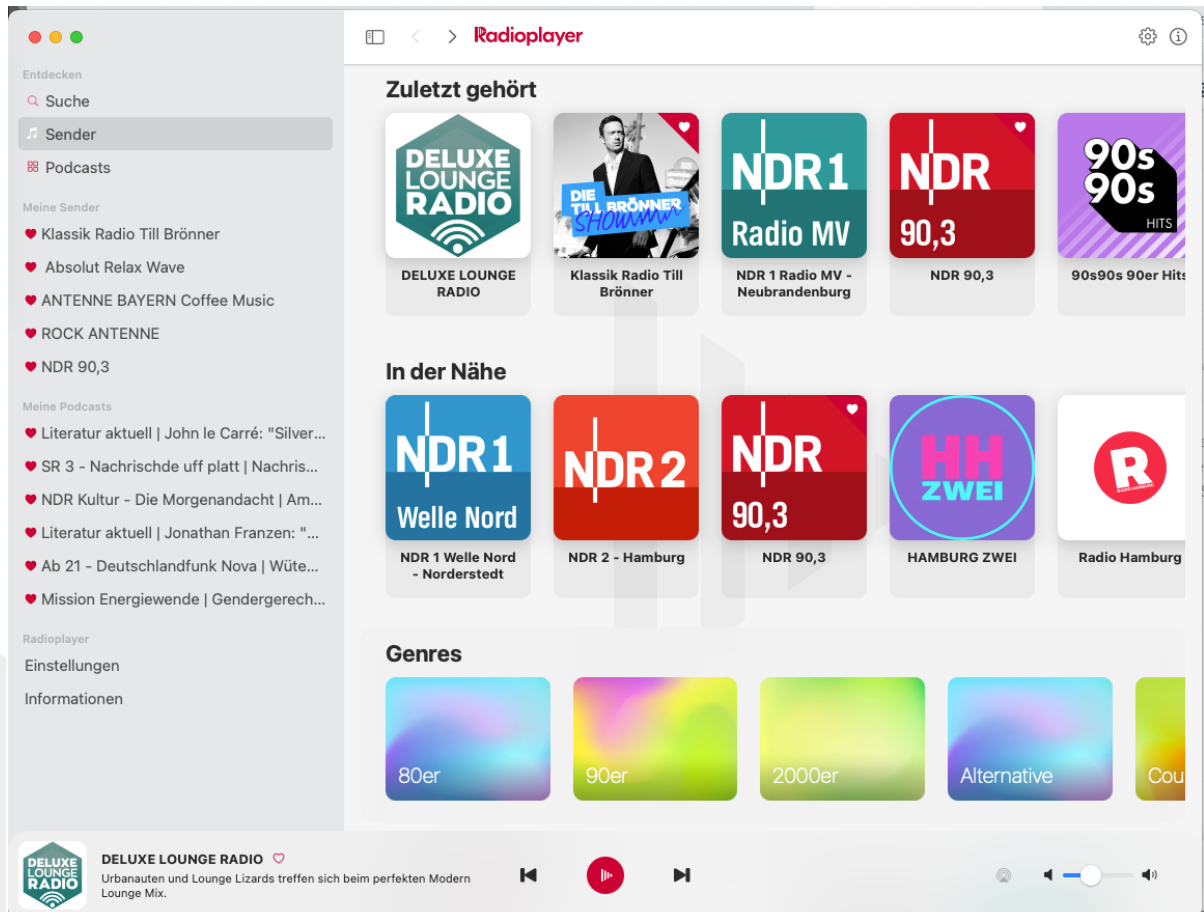 Radioplayer
Entdecken
Suche
Sender
Podcasts
Meine Sender
Klassik Radio Till Brönner
Absolut Relax Wave
ANTENNE BAYERN Coffee Music
ROCK ANTENNE
NDR 90,3
Meine Podcasts
Literatur aktuell | John le Carré: "Silver...
SR 3 - Nachrischde uff platt | Nachris...
NDR Kultur - Die Morgenandacht | Am...
Literatur aktuell | Jonathan Franzen: "...
Ab 21 - Deutschlandfunk Nova | Wüte...
Mission Energiewende | Gendergerech...
Radioplayer
Einstellungen
Informationen
Zuletzt gehört
DELUXE
LOUNGE
RADIO
DELUXE LOUNGE
RADIO
DIE
TILL BRÖNNER
SHOW
Klassik Radio Till
Brönner
NDR 1
Radio MV
NDR 1 Radio MV -
Neubrandenburg
NDR
90,3
NDR 90,3
90s
90s
HITS
90s90s 90er Hits
In der Nähe
NDR 1
Welle Nord
NDR 1 Welle Nord
- Norderstedt
NDR 2
NDR 2 - Hamburg
NDR
90,3
NDR 90,3
HH
ZWEI
HAMBURG ZWEI
R
RADIO HAMBURG
Radio Hamburg
Genres
80er
90er
2000er
Alternative
Cou
DELUXE
LOUNGE
RADIO
DELUXE LOUNGE RADIO
Urbanauten und Lounge Lizards treffen sich beim perfekten Modern
Lounge Mix.